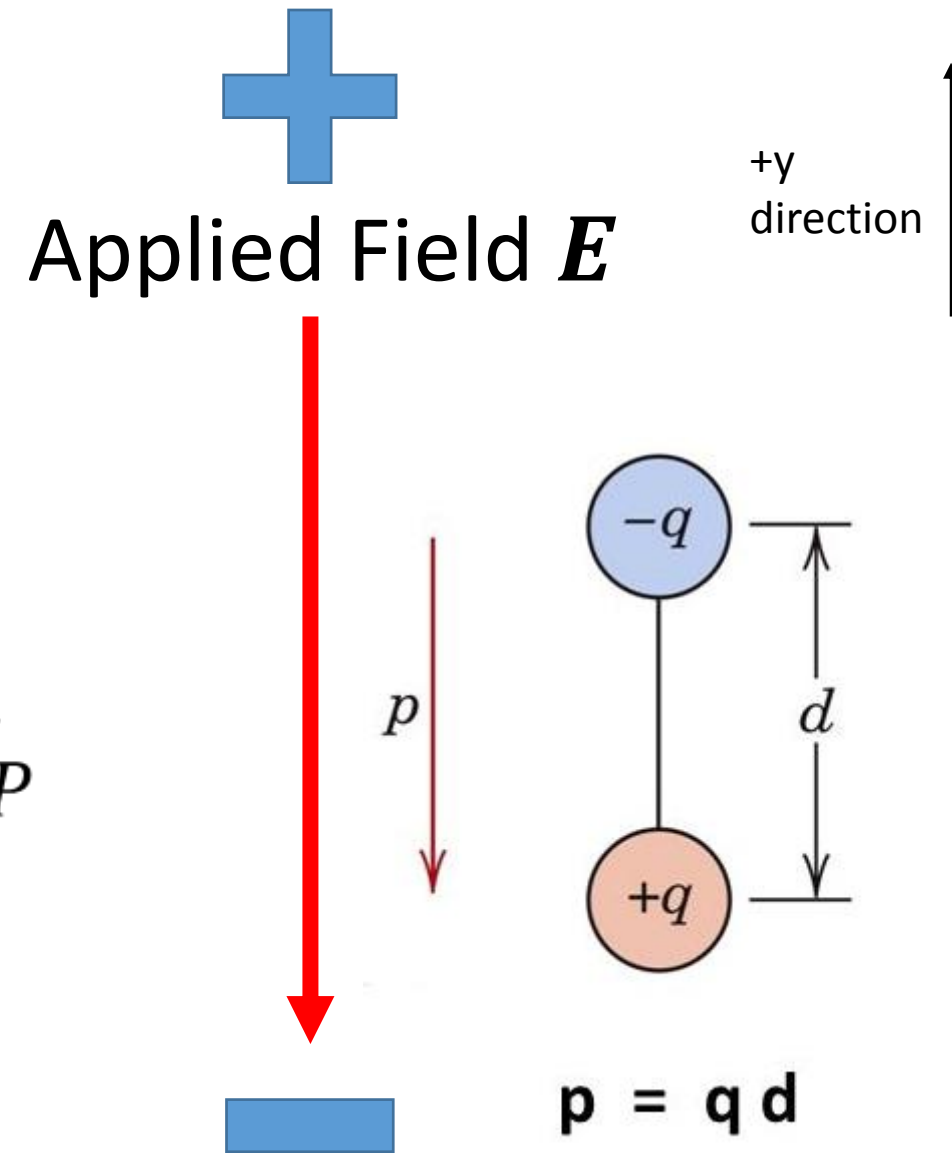 Applied Field E
+y
direction
−q
p
d
P
+q
p = q d